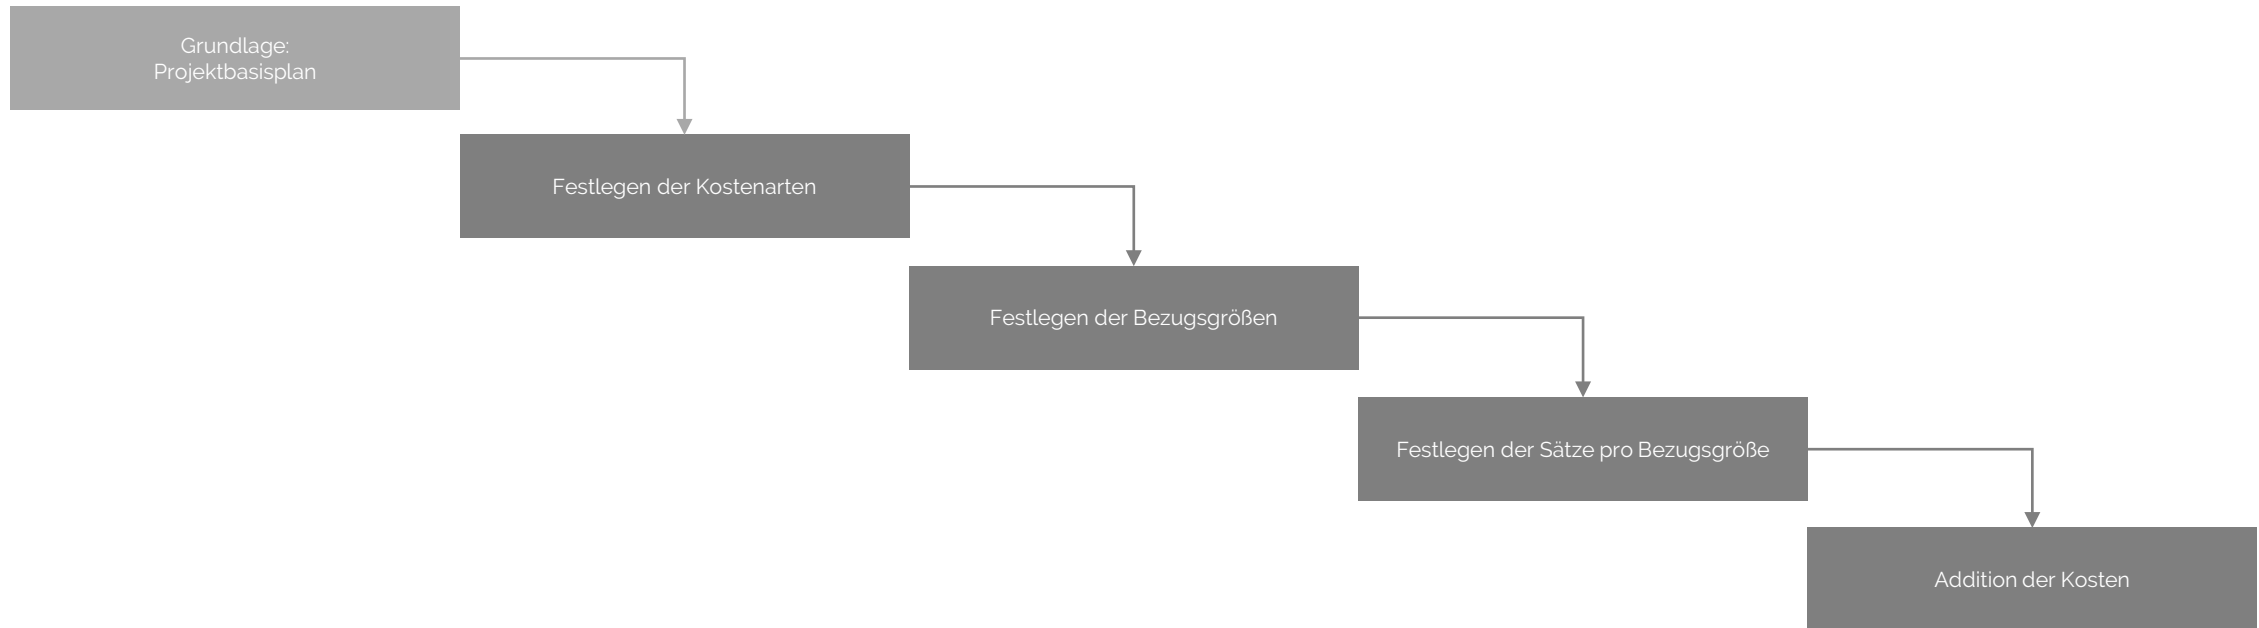 Grundlage:
Projektbasisplan
Festlegen der Kostenarten
Festlegen der Bezugsgrößen
Festlegen der Sätze pro Bezugsgröße
Addition der Kosten